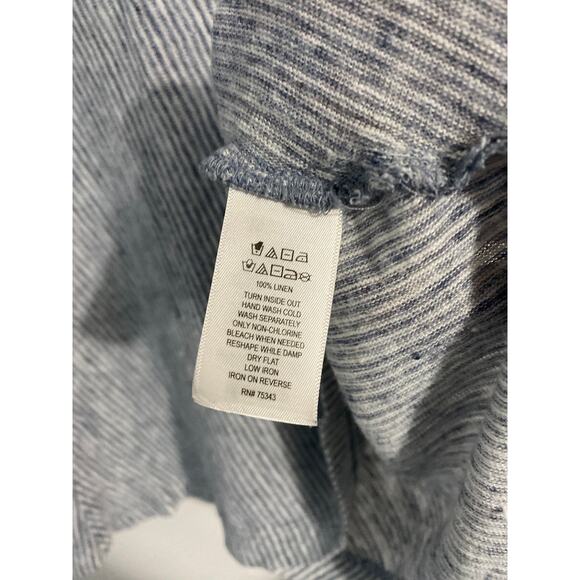 100% LINEN
TURN INSIDE OUT
HAND WASH COLD
WASH SEPARATELY
ONLY NON-CHLORINE
BLEACH WHEN NEEDED
RESHAPE WHILE DAMP
DRY FLAT
LOW IRON
IRON ON REVERSE
RN# 75343